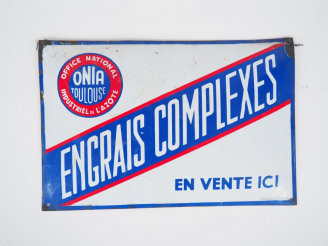 OFFICE NATIONAL
ONIA
TOULOUSE
INDUSTRIEL DE L'AZOTE
ENGRAIS COMPLEXES
EN VENTE ICI